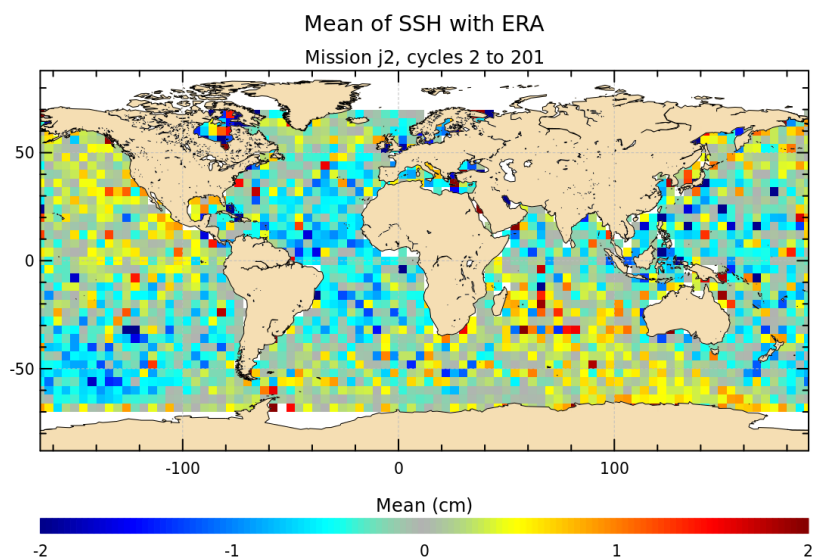 Mean of SSH with ERA
Mission j2, cycles 2 to 201
50
0
-50
-100 0 100
Mean (cm)
-2 -1 0 1 2